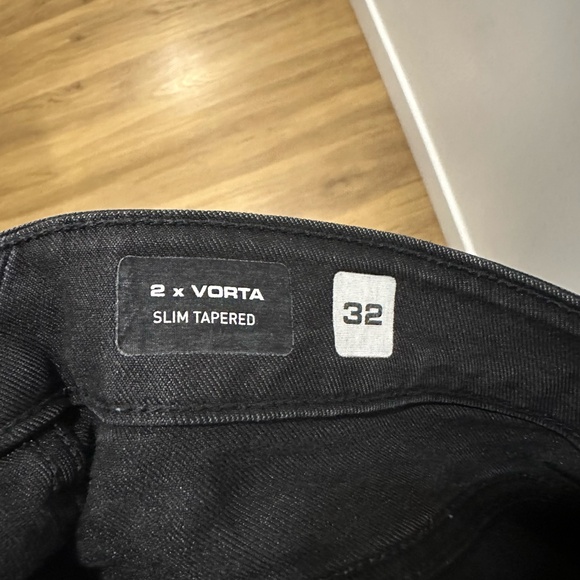 2 x VORTA
SLIM TAPERED
32